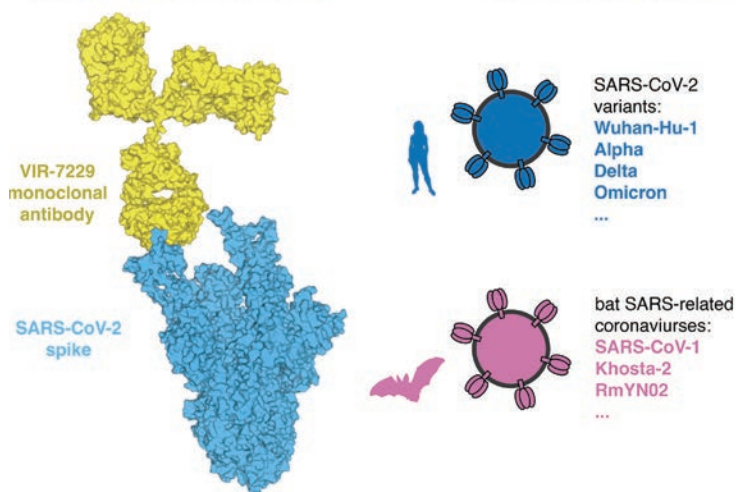 VIR-7229
monoclonal
antibody
SARS-CoV-2
spike
SARS-CoV-2
variants:
Wuhan-Hu-1
Alpha
Delta
Omicron
...
bat SARS-related
coronaviurses:
SARS-CoV-1
Khosta-2
RmYN02
...